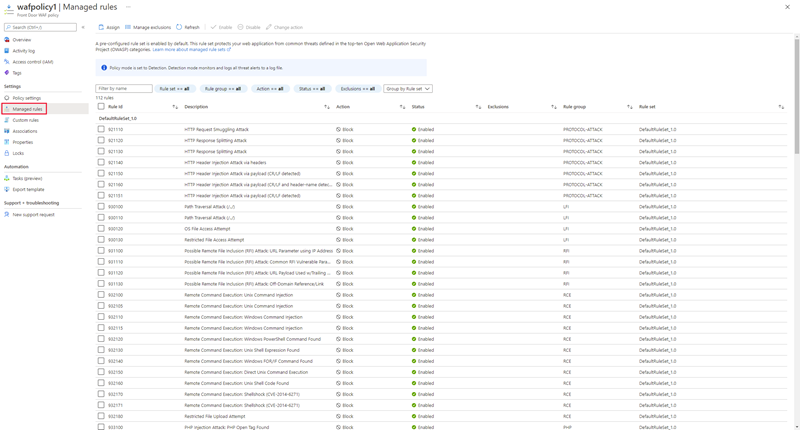 wafpolicy1 | Managed rules ...
Front Door WAF policy
Search (Ctrl+/)
Overview
Activity log
Access control (IAM)
Tags
Settings
Policy settings
Managed rules
Custom rules
Associations
Properties
Locks
Automation
Tasks (preview)
Export template
Support + troubleshooting
New support request
Assign Manage exclusions Refresh Enable Disable Change action
A pre-configured rule set is enabled by default. This rule set protects your web application from common threats defined in the top-ten Open Web Application Security
Project (OWASP) categories. Learn more about managed rule sets
Policy mode is set to Detection. Detection mode monitors and logs all threat alerts to a log file.
Filter by name Rule set == all Rule group == all Action == all Status == all Exclusions == all Group by Rule set
112 rules
Rule Id Description Action Status Exclusions Rule group Rule set
DefaultRuleSet_1.0
921110 HTTP Request Smuggling Attack Block Enabled PROTOCOL-ATTACK DefaultRuleSet_1.0
921120 HTTP Response Splitting Attack Block Enabled PROTOCOL-ATTACK DefaultRuleSet_1.0
921130 HTTP Response Splitting Attack Block Enabled PROTOCOL-ATTACK DefaultRuleSet_1.0
921140 HTTP Header Injection Attack via headers Block Enabled PROTOCOL-ATTACK DefaultRuleSet_1.0
921150 HTTP Header Injection Attack via payload (CR/LF detected) Block Enabled PROTOCOL-ATTACK DefaultRuleSet_1.0
921160 HTTP Header Injection Attack via payload (CR/LF and header-name detec... Block Enabled PROTOCOL-ATTACK DefaultRuleSet_1.0
921151 HTTP Header Injection Attack via payload (CR/LF detected) Block Enabled PROTOCOL-ATTACK DefaultRuleSet_1.0
930100 Path Traversal Attack (/../) Block Enabled LFI DefaultRuleSet_1.0
930110 Path Traversal Attack (/../) Block Enabled LFI DefaultRuleSet_1.0
930120 OS File Access Attempt Block Enabled LFI DefaultRuleSet_1.0
930130 Restricted File Access Attempt Block Enabled LFI DefaultRuleSet_1.0
931100 Possible Remote File Inclusion (RFI) Attack: URL Parameter using IP Address Block Enabled RFI DefaultRuleSet_1.0
931110 Possible Remote File Inclusion (RFI) Attack: Common RFI Vulnerable Para... Block Enabled RFI DefaultRuleSet_1.0
931120 Possible Remote File Inclusion (RFI) Attack: URL Payload Used w/Trailing ... Block Enabled RFI DefaultRuleSet_1.0
931130 Possible Remote File Inclusion (RFI) Attack: Off-Domain Reference/Link Block Enabled RFI DefaultRuleSet_1.0
932100 Remote Command Execution: Unix Command Injection Block Enabled RCE DefaultRuleSet_1.0
932105 Remote Command Execution: Unix Command Injection Block Enabled RCE DefaultRuleSet_1.0
932110 Remote Command Execution: Windows Command Injection Block Enabled RCE DefaultRuleSet_1.0
932115 Remote Command Execution: Windows Command Injection Block Enabled RCE DefaultRuleSet_1.0
932120 Remote Command Execution: Windows PowerShell Command Found Block Enabled RCE DefaultRuleSet_1.0
932130 Remote Command Execution: Unix Shell Expression Found Block Enabled RCE DefaultRuleSet_1.0
932140 Remote Command Execution: Windows FOR/IF Command Found Block Enabled RCE DefaultRuleSet_1.0
932150 Remote Command Execution: Direct Unix Command Execution Block Enabled RCE DefaultRuleSet_1.0
932160 Remote Command Execution: Unix Shell Code Found Block Enabled RCE DefaultRuleSet_1.0
932170 Remote Command Execution: Shellshock (CVE-2014-6271) Block Enabled RCE DefaultRuleSet_1.0
932171 Remote Command Execution: Shellshock (CVE-2014-6271) Block Enabled RCE DefaultRuleSet_1.0
932180 Restricted File Upload Attempt Block Enabled RCE DefaultRuleSet_1.0
933100 PHP Injection Attack: PHP Open Tag Found Block Enabled PHP DefaultRuleSet_1.0